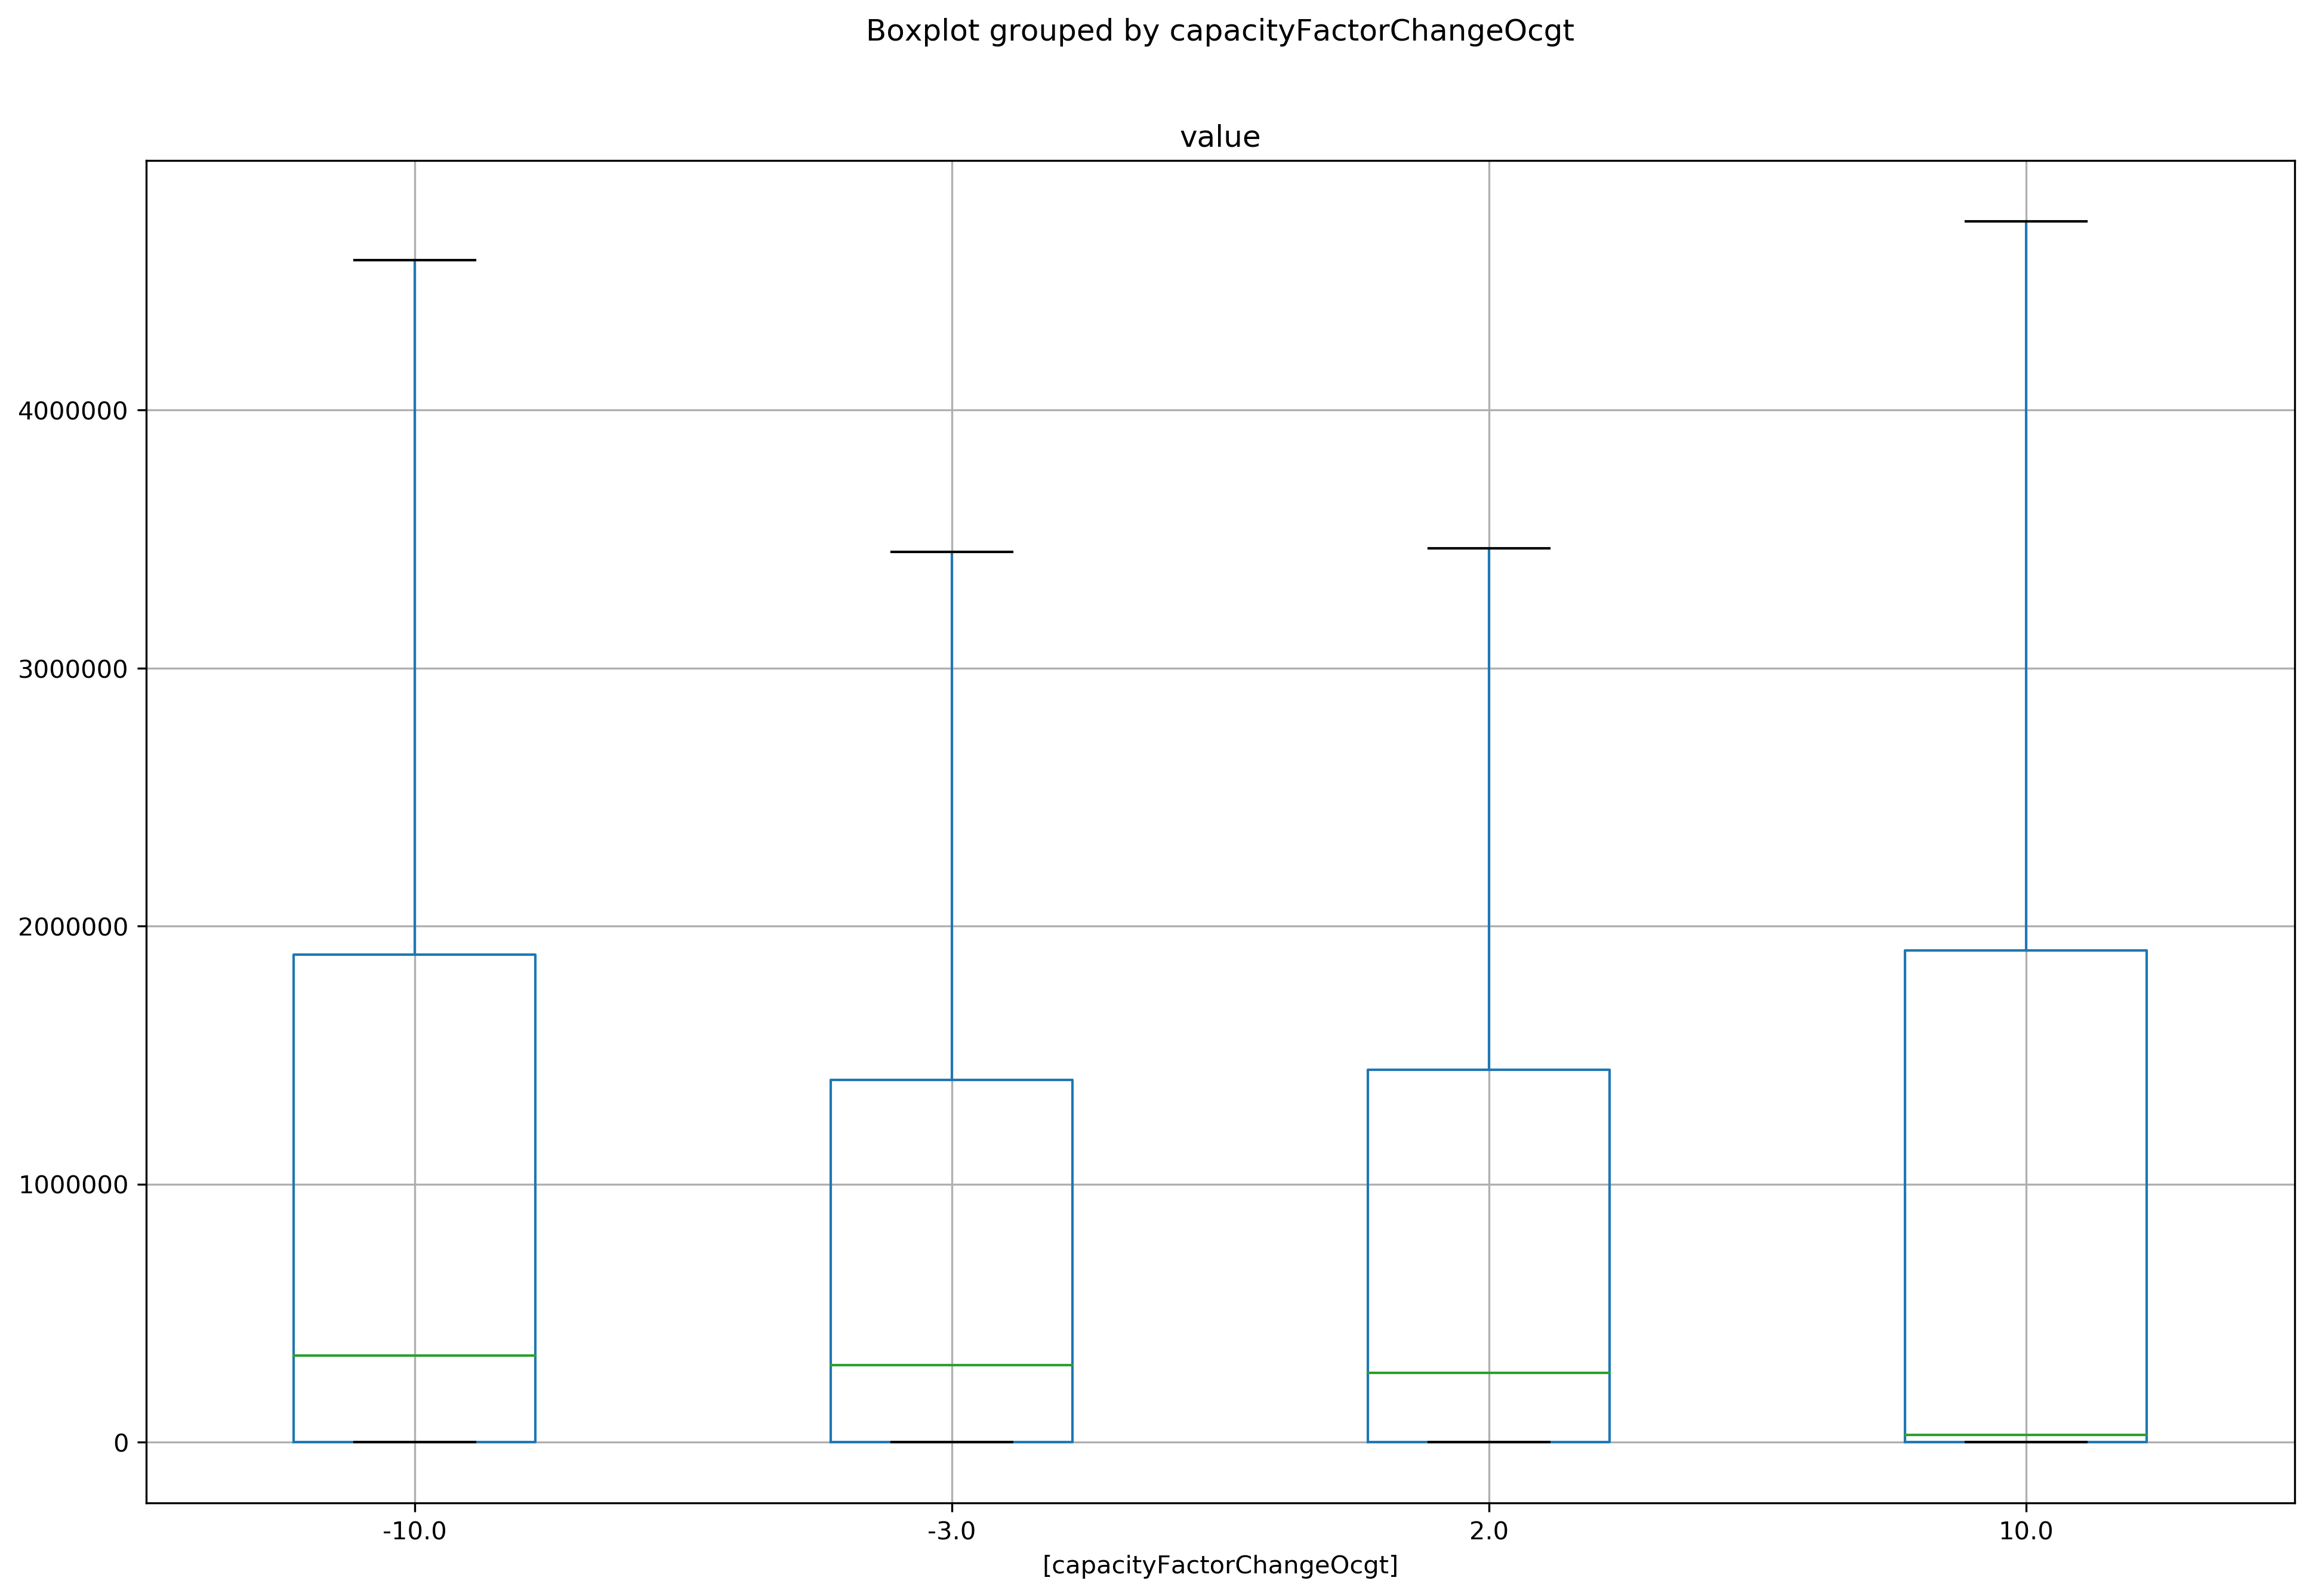 Boxplot grouped by capacityFactorChangeOcgt
value
4000000
3000000
2000000
1000000
0
-10.0 -3.0 2.0 10.0
[capacityFactorChangeOcgt]